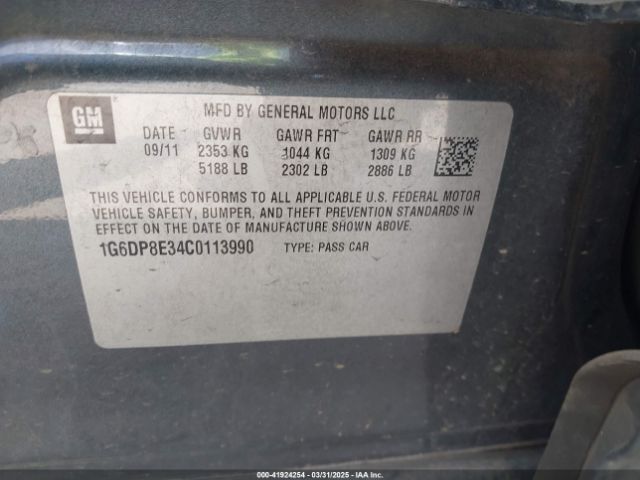 GM
MFD BY GENERAL MOTORS LLC
DATE GVWR GAWR FRT GAWR RR
09/11 2353 KG 1044 KG 1309 KG
5188 LB 2302 LB 2886 LB
THIS VEHICLE CONFORMS TO ALL APPLICABLE U.S. FEDERAL MOTOR
VEHICLE SAFETY, BUMPER, AND THEFT PREVENTION STANDARDS IN
EFFECT ON THE DATE OF MANUFACTURE SHOWN ABOVE.
1G6DP8E34C0113990 TYPE: PASS CAR
000-41924254 - 03/31/2025 - IAA Corp.